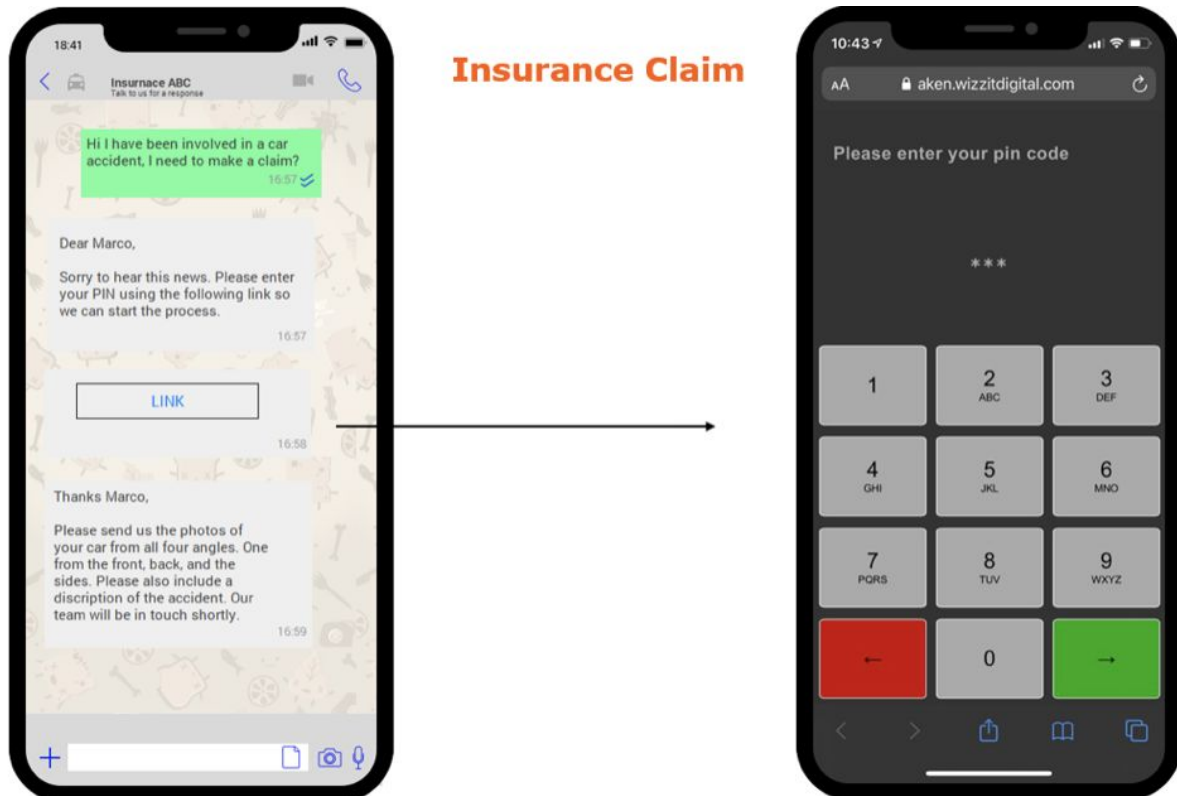 Insurance Claim
18:41
Insurnace ABC
Talk to us for a response
Hi I have been involved in a car
accident, I need to make a claim?
16:57
Dear Marco,
Sorry to hear this news. Please enter
your PIN using the following link so
we can start the process.
16:57
LINK
16:58
Thanks Marco,
Please send us the photos of
your car from all four angles. One
from the front, back, and the
sides. Please also include a
discription of the accident. Our
team will be in touch shortly.
16:59
10:43
AA aken.wizzitdigital.com
Please enter your pin code
***
1 2 3
ABC DEF
4 5 6
GHI JKL MNO
7 8 9
PQRS TUV WXYZ
← 0 →